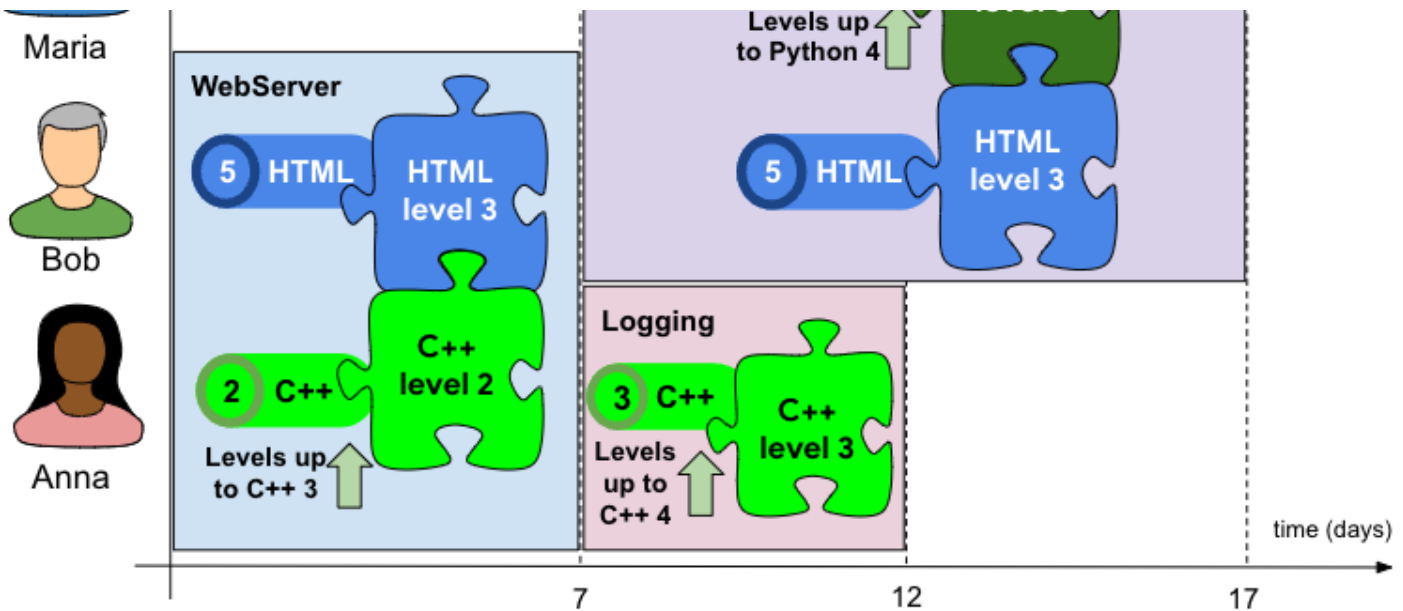 Maria
Bob
Anna
WebServer
5 HTML
HTML
level 3
2 C++
C++
level 2
Levels up
to C++ 3
Levels up
to Python 4
5 HTML
HTML
level 3
Logging
3 C++
C++
level 3
Levels
up to
C++ 4
time (days)
7
12
17